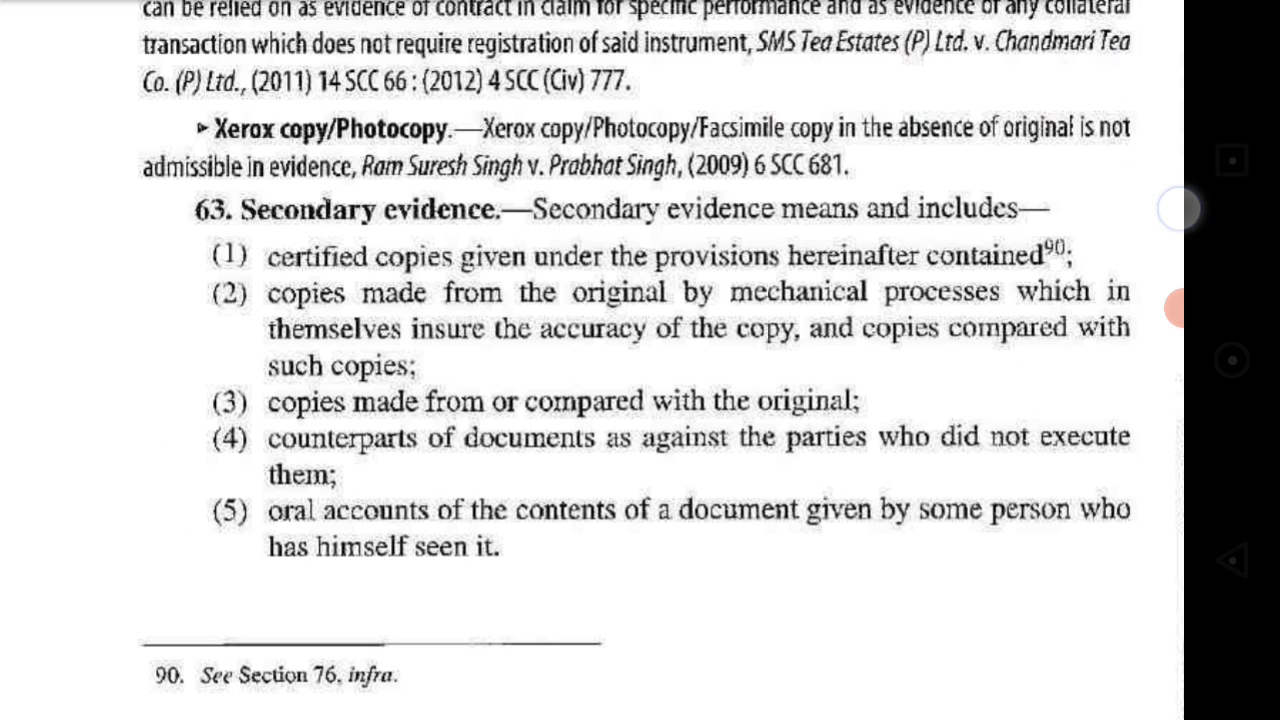 can be relied on as evidence of contract in claim for specific performance and as evidence of any collateral
transaction which does not require registration of said instrument, SMS Tea Estates (P) Ltd. v. Chandmari Tea
Co. (P) Ltd., (2011) 14 SCC 66 : (2012) 4 SCC (Civ) 777.
▸ Xerox copy/Photocopy.—Xerox copy/Photocopy/Facsimile copy in the absence of original is not
admissible in evidence, Ram Suresh Singh v. Prabhat Singh, (2009) 6 SCC 681.
63. Secondary evidence.—Secondary evidence means and includes—
(1) certified copies given under the provisions hereinafter contained90;
(2) copies made from the original by mechanical processes which in
themselves insure the accuracy of the copy, and copies compared with
such copies;
(3) copies made from or compared with the original;
(4) counterparts of documents as against the parties who did not execute
them;
(5) oral accounts of the contents of a document given by some person who
has himself seen it.
90. See Section 76, infra.